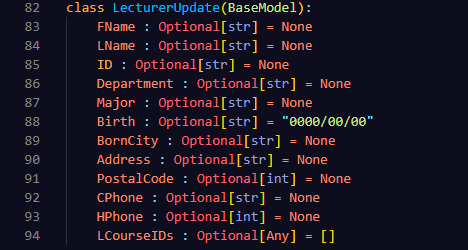 82 class LecturerUpdate(BaseModel):
83     FName : Optional[str] = None
84     LName : Optional[str] = None
85     ID : Optional[str] = None
86     Department : Optional[str] = None
87     Major : Optional[str] = None
88     Birth : Optional[str] = "0000/00/00"
89     BornCity : Optional[str] = None
90     Address : Optional[str] = None
91     PostalCode : Optional[int] = None
92     CPhone : Optional[str] = None
93     HPhone : Optional[int] = None
94     LCourseIDs : Optional[Any] = []